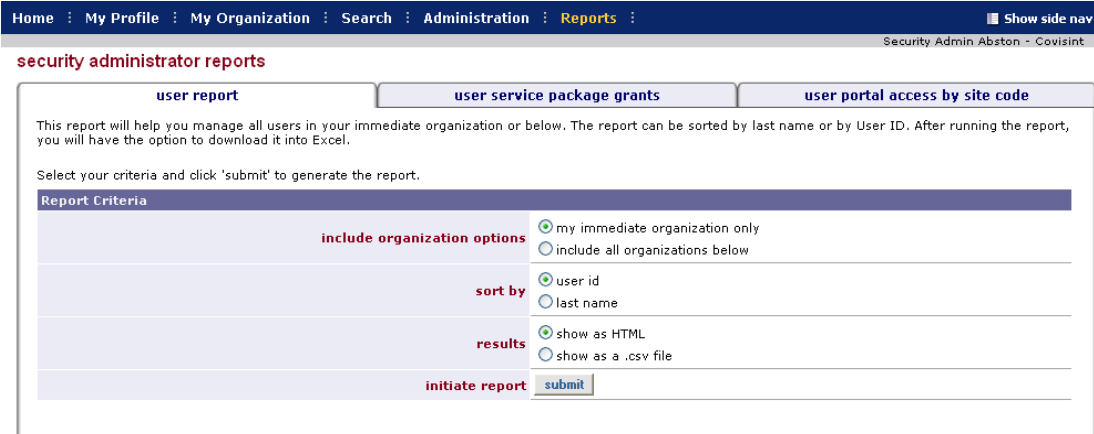 Home : My Profile : My Organization : Search : Administration : Reports : Show side nav
Security Admin Abston - Covisint
security administrator reports
user report user service package grants user portal access by site code
This report will help you manage all users in your immediate organization or below. The report can be sorted by last name or by User ID. After running the report,
you will have the option to download it into Excel.
Select your criteria and click 'submit' to generate the report.
Report Criteria
include organization options
my immediate organization only
include all organizations below
sort by
user id
last name
results
show as HTML
show as a .csv file
initiate report submit